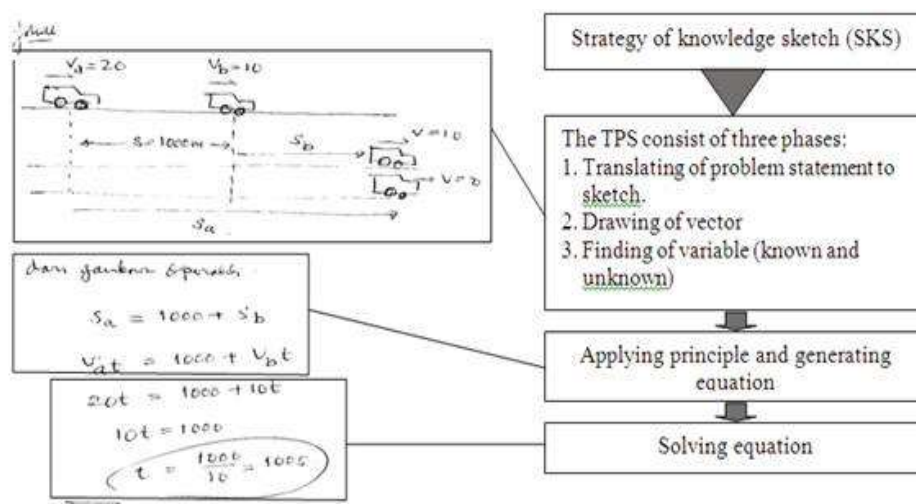 Va = 20
Vb = 10
S = 1000m
Sb
V = 10
Sa
Sa = 1000 + Sb
Vat = 1000 + Vbt
20t = 1000 + 10t
10t = 1000
t = 1000/10 = 100s
Strategy of knowledge sketch (SKS)
The TPS consist of three phases:
1. Translating of problem statement to
sketch.
2. Drawing of vector
3. Finding of variable (known and
unknown)
Applying principle and generating
equation
Solving equation